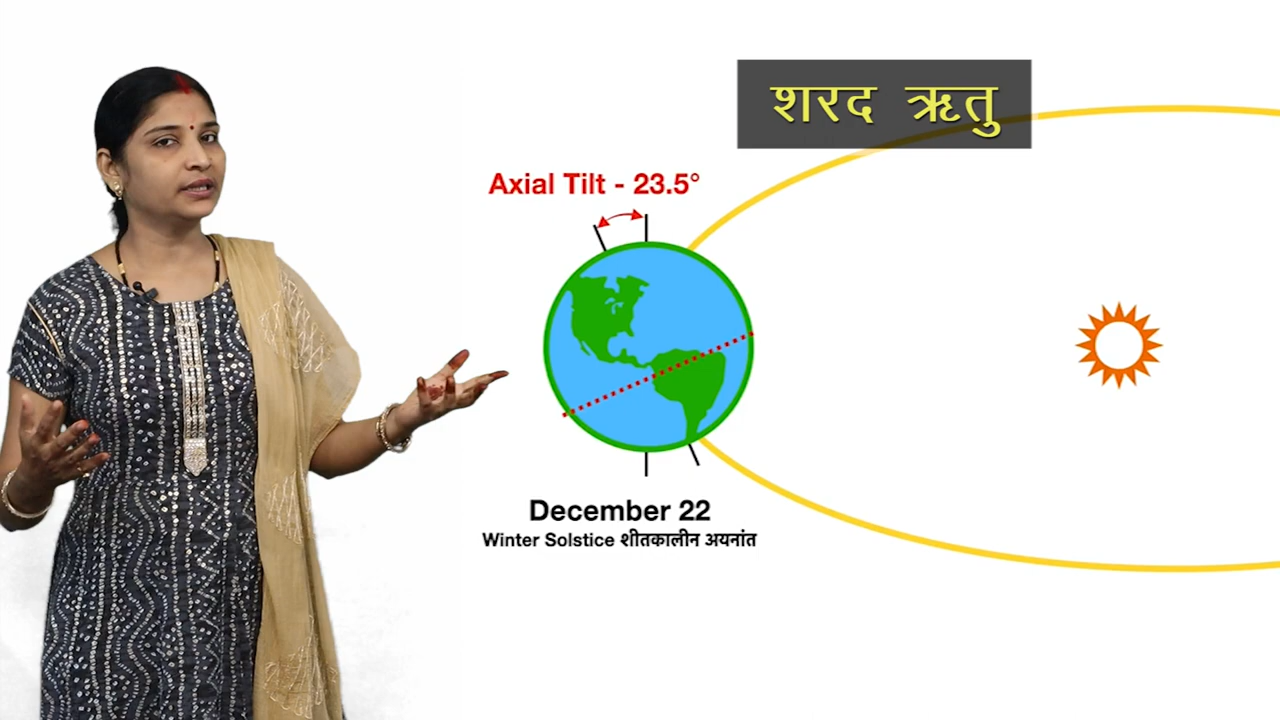 शरद ऋतु
Axial Tilt - 23.5°
December 22
Winter Solstice शीतकालीन अयनांत